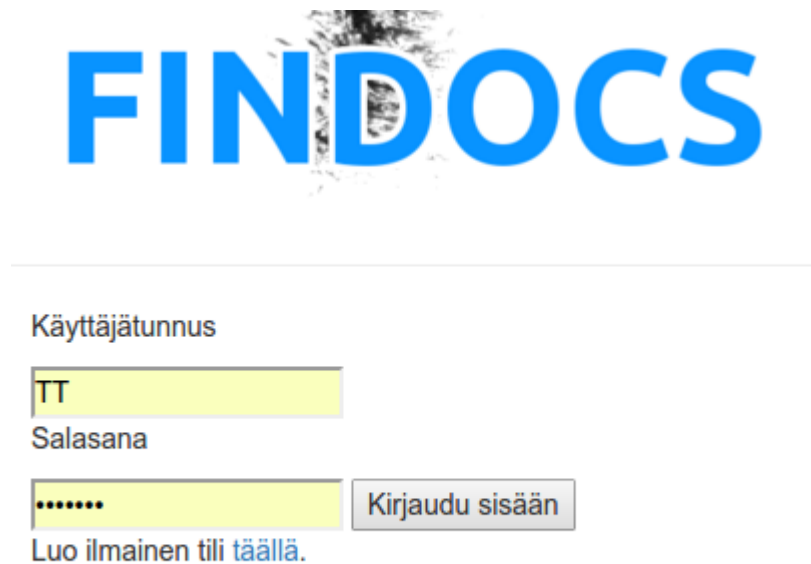 FINDOCS
Käyttäjätunnus
TT
Salasana
•••••••
Kirjaudu sisään
Luo ilmainen tili täällä.